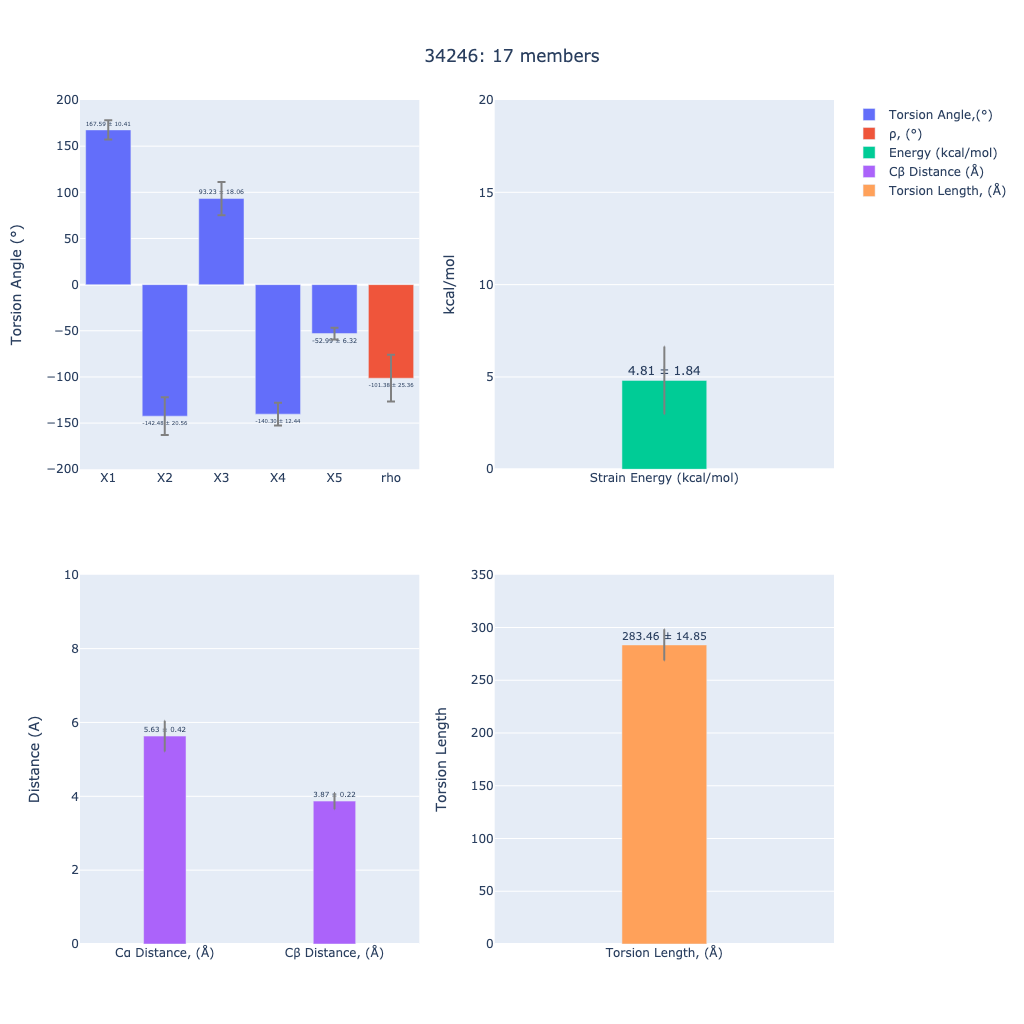 34246: 17 members
Torsion Angle (°)
200
150
100
50
0
−50
−100
−150
−200
167.59 ± 10.41
-142.48 ± 20.56
93.23 ± 18.06
-140.30 ± 12.44
-52.99 ± 6.32
-101.38 ± 25.36
X1 X2 X3 X4 X5 rho
kcal/mol
20
15
10
5
0
4.81 ± 1.84
Strain Energy (kcal/mol)
Torsion Angle,(°)
ρ, (°)
Energy (kcal/mol)
Cβ Distance (Å)
Torsion Length, (Å)
Distance (A)
10
8
6
4
2
0
5.63 ± 0.42
3.87 ± 0.22
Cα Distance, (Å) Cβ Distance, (Å)
Torsion Length
350
300
250
200
150
100
50
0
283.46 ± 14.85
Torsion Length, (Å)